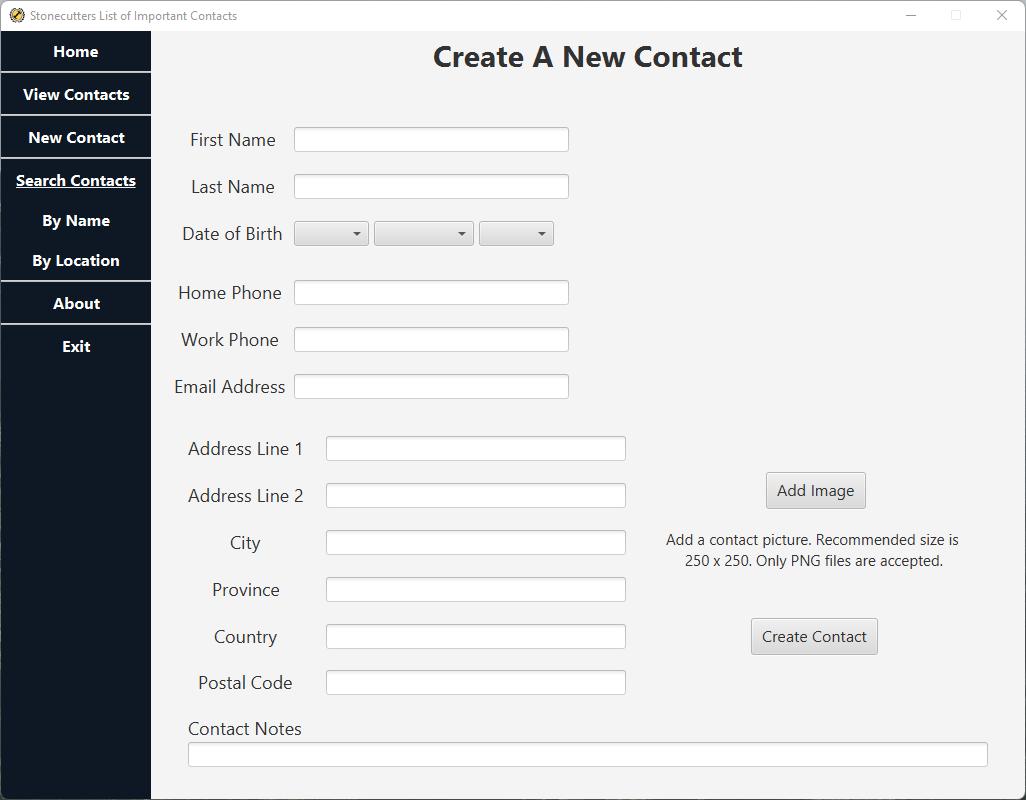 Stonecutters List of Important Contacts
Home
View Contacts
New Contact
Search Contacts
By Name
By Location
About
Exit
Create A New Contact
First Name
Last Name
Date of Birth
Home Phone
Work Phone
Email Address
Address Line 1
Address Line 2
City
Province
Country
Postal Code
Contact Notes
Add Image
Add a contact picture. Recommended size is
250 x 250. Only PNG files are accepted.
Create Contact